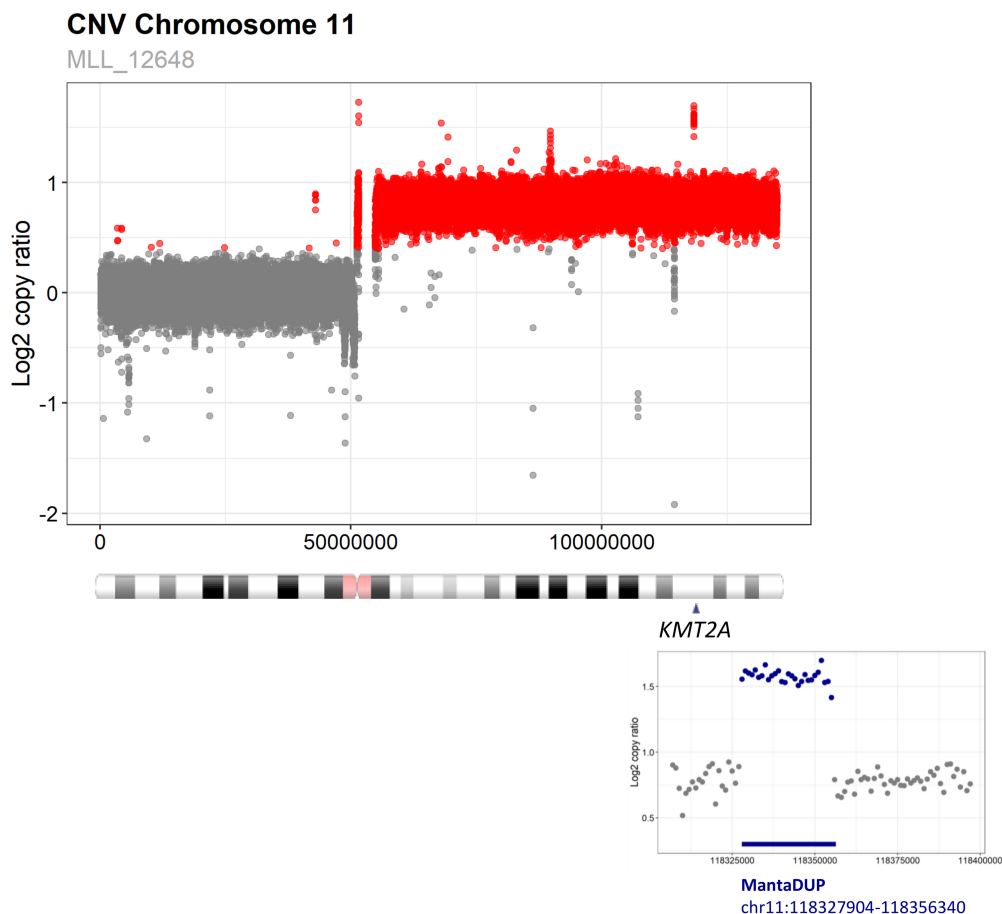 CNV Chromosome 11
MLL_12648
Log2 copy ratio
1
0
-1
-2
0 50000000 100000000
KMT2A
Log2 copy ratio
1.5
1.0
0.5
118325000 118350000 118375000 118400000
MantaDUP
chr11:118327904-118356340